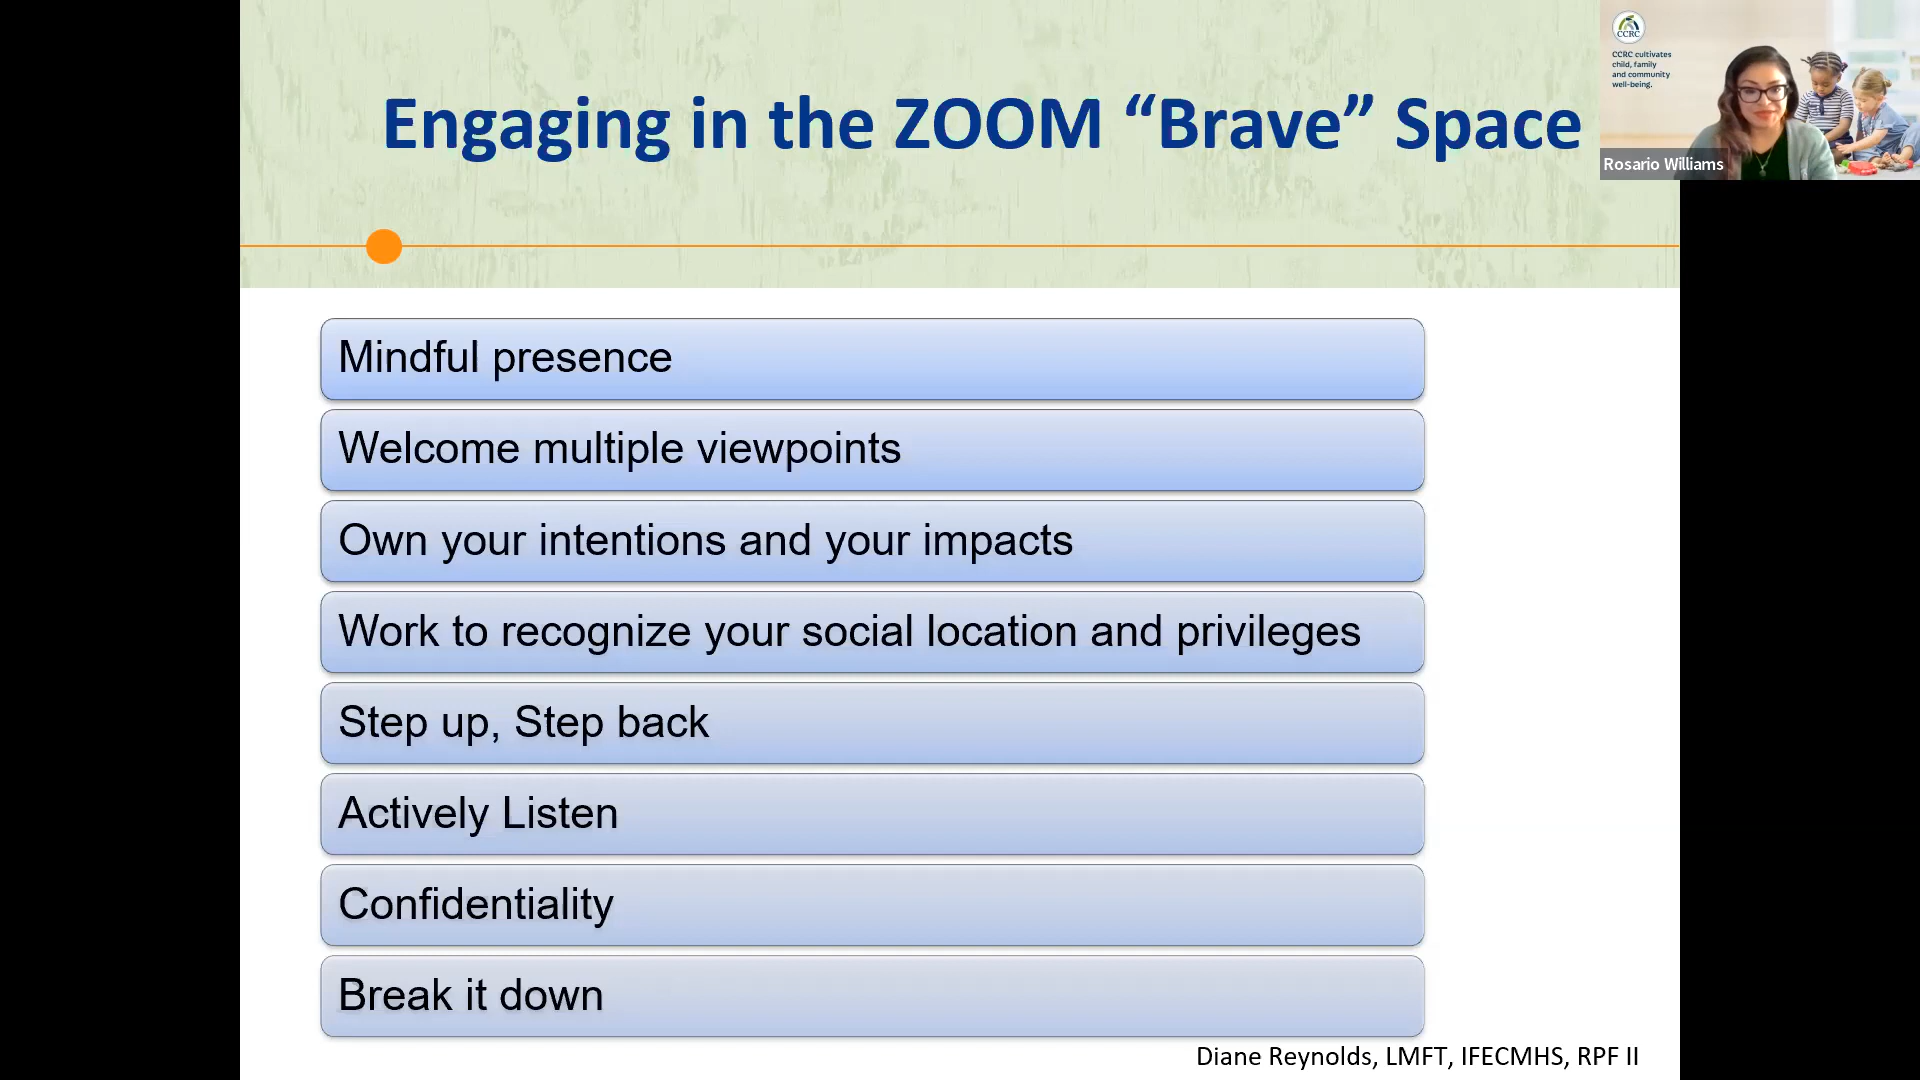 Engaging in the ZOOM “Brave” Space
CCRC
CCRC cultivates
child, family
and community
well-being.
Rosario Williams
Mindful presence
Welcome multiple viewpoints
Own your intentions and your impacts
Work to recognize your social location and privileges
Step up, Step back
Actively Listen
Confidentiality
Break it down
Diane Reynolds, LMFT, IFECMHS, RPF II